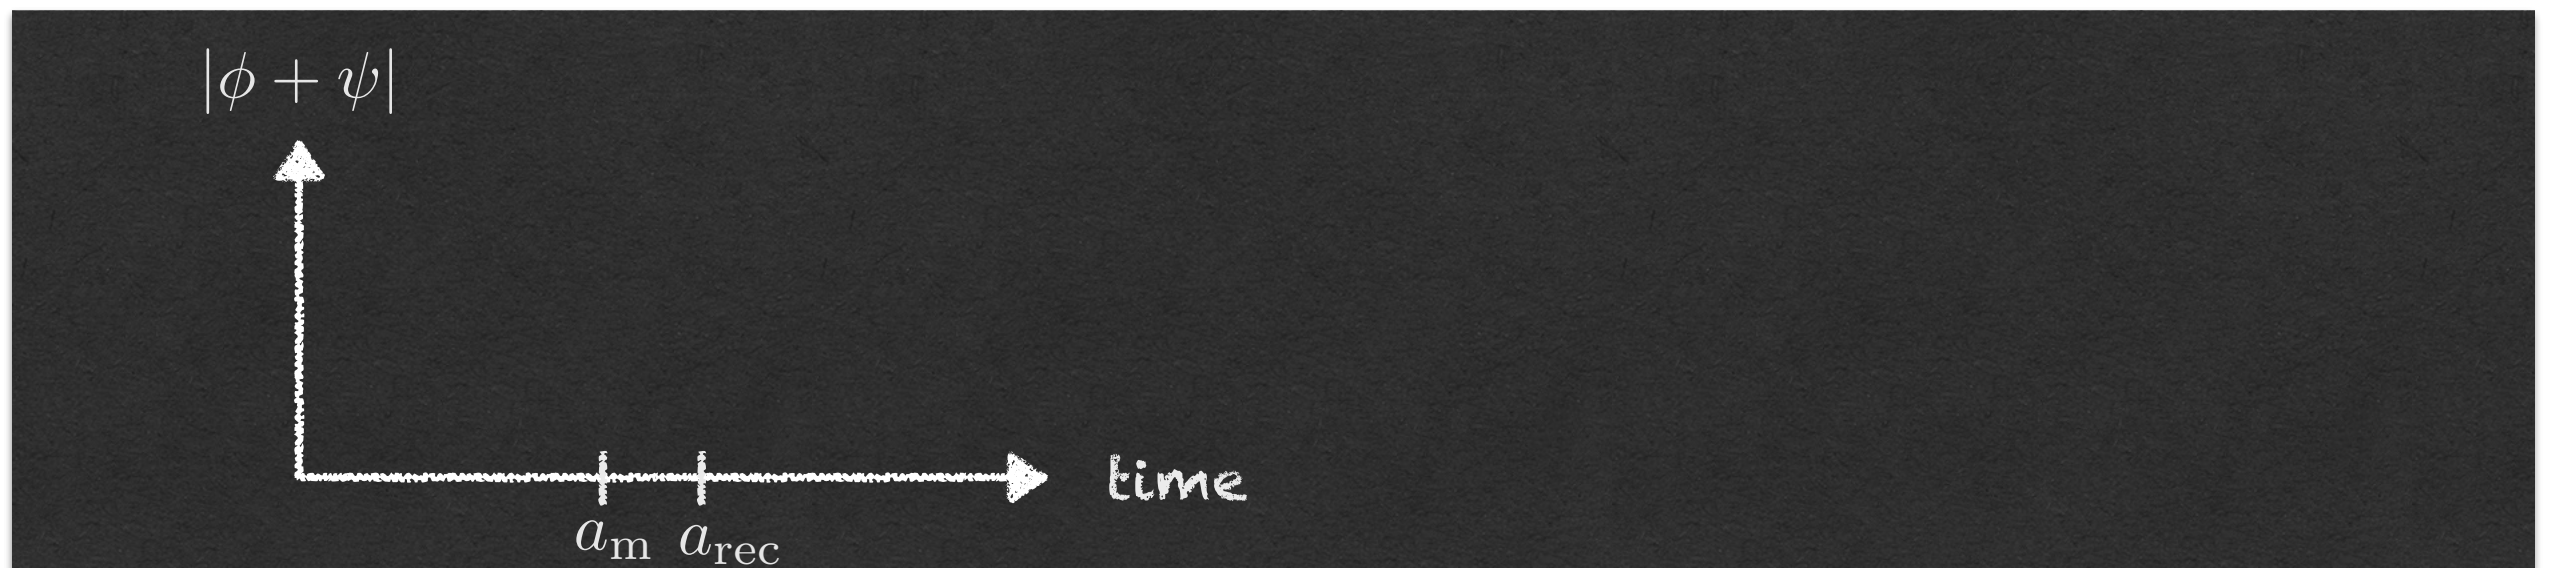 |ϕ + ψ|
time
a_m a_rec